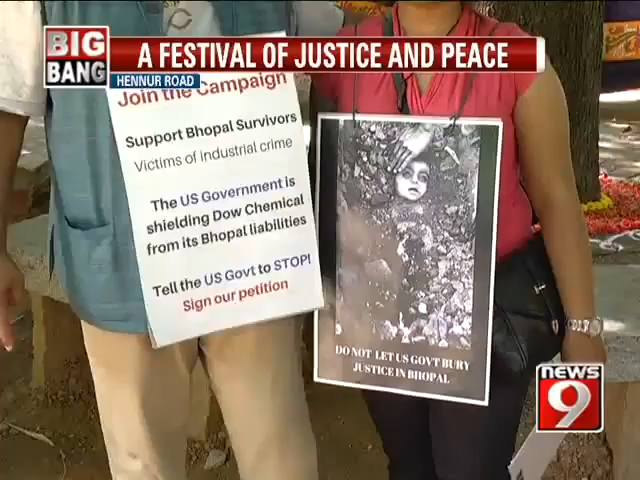 BIG
BANG
A FESTIVAL OF JUSTICE AND PEACE
HENNUR ROAD
Join the Campaign
Support Bhopal Survivors
Victims of industrial crime
The US Government is
shielding Dow Chemical
from its Bhopal liabilities
Tell the US Govt to STOP!
Sign our petition
DO NOT LET US GOVT BURY
JUSTICE IN BHOPAL
NEWS
9